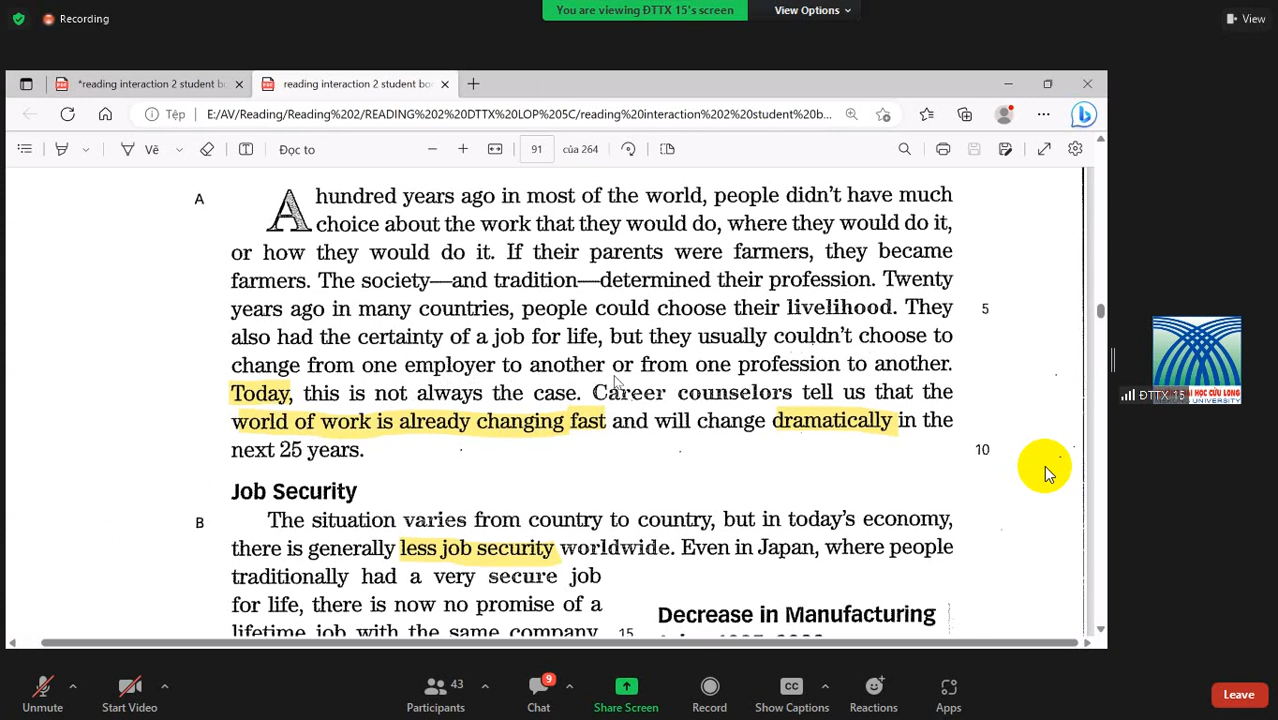 Recording
You are viewing ĐTTX 15's screen
View Options
View
*reading interaction 2 student bo
reading interaction 2 student bo
Tệp
E:/AV/Reading/Reading%202/READING%202%20DTTX%20LOP%205C/reading%20interaction%202%20student%20b...
Vẽ
Đọc to
91
của 264
A
A hundred years ago in most of the world, people didn't have much
choice about the work that they would do, where they would do it,
or how they would do it. If their parents were farmers, they became
farmers. The society—and tradition—determined their profession. Twenty
years ago in many countries, people could choose their livelihood. They
5
also had the certainty of a job for life, but they usually couldn't choose to
change from one employer to another or from one profession to another.
Today, this is not always the case. Career counselors tell us that the
world of work is already changing fast and will change dramatically in the
next 25 years.
10
Job Security
B
The situation varies from country to country, but in today's economy,
there is generally less job security worldwide. Even in Japan, where people
traditionally had a very secure job
for life, there is now no promise of a
lifetime job with the same company.
15
Decrease in Manufacturing
ĐTTX 15
UNIVERSITY
Unmute
Start Video
43
Participants
9
Chat
Share Screen
Record
CC
Show Captions
Reactions
Apps
Leave